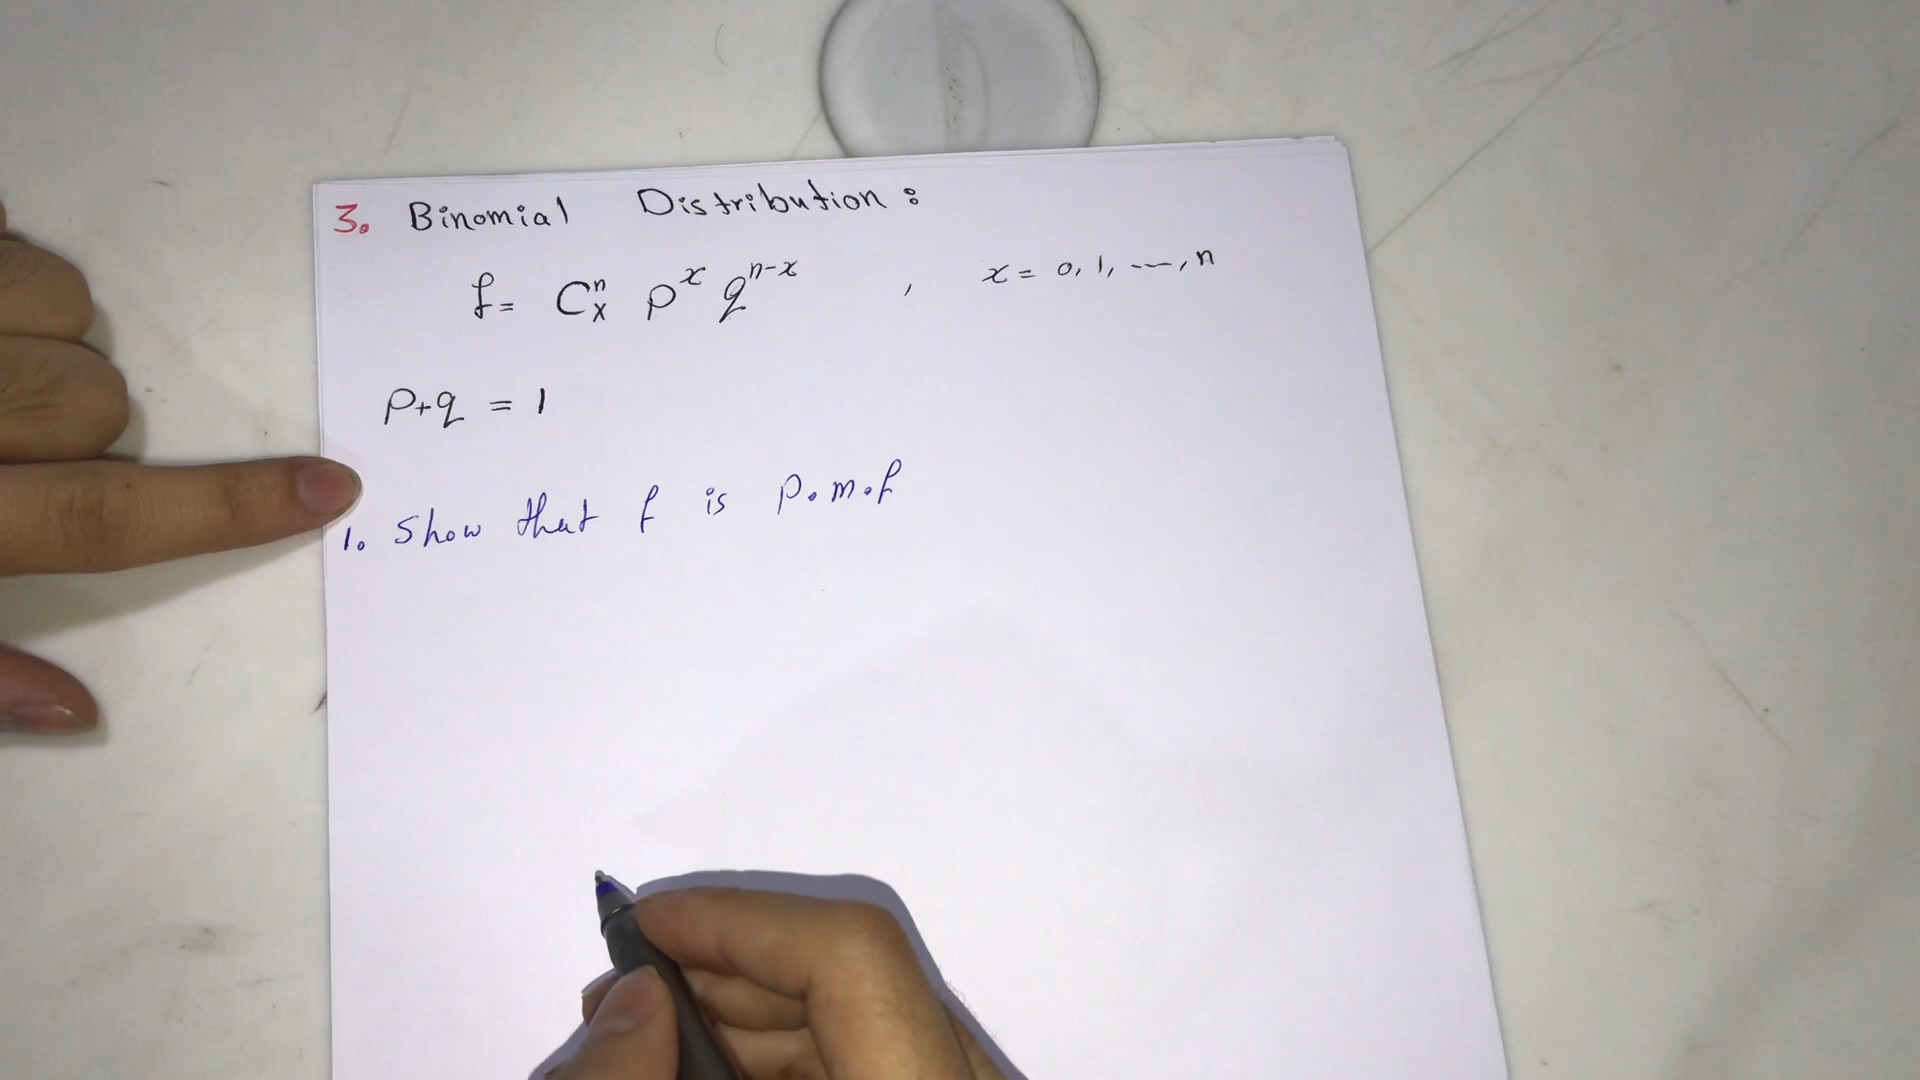 3. Binomial Distribution :
f = C^n_x p^x q^{n-x} , x = 0, 1, ---, n
p+q = 1
1. Show that f is p.m.f